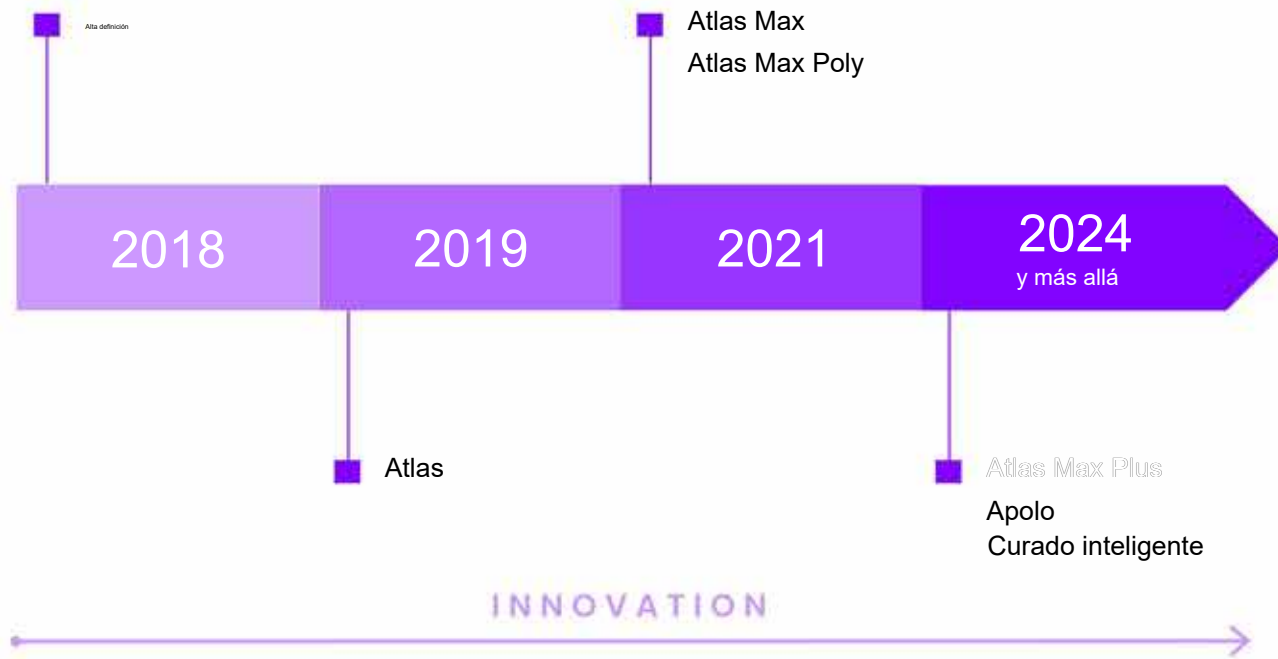 Alta definición
Atlas Max
Atlas Max Poly
2018
2019
2021
2024
y más allá
Atlas
Atlas Max Plus
Apolo
Curado inteligente
INNOVATION